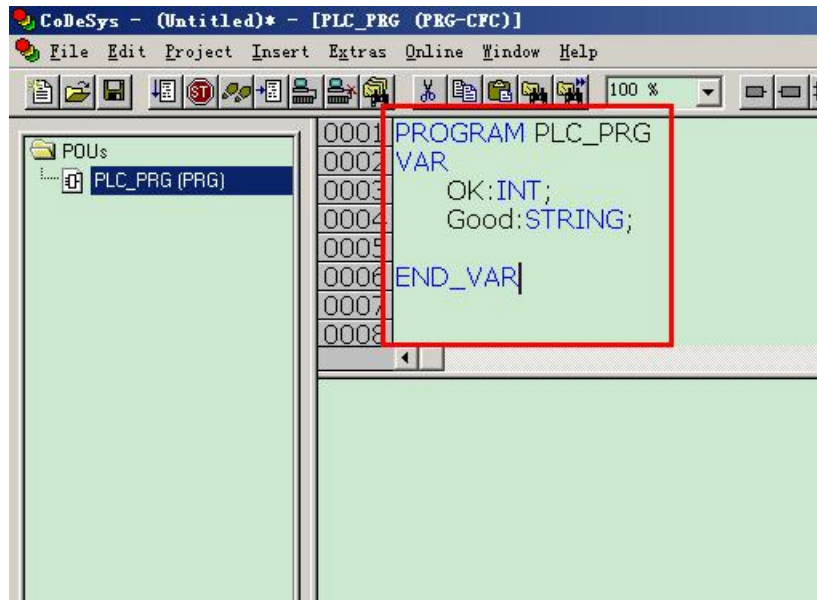 CoDeSys - (Untitled)* - [PLC_PRG (PRG-CFC)]
File Edit Project Insert Extras Online Window Help
STOP 100 %
POUs
PLC_PRG (PRG)
0001 PROGRAM PLC_PRG
0002 VAR
0003 OK:INT;
0004 Good:STRING;
0005
0006 END_VAR
0007
0008